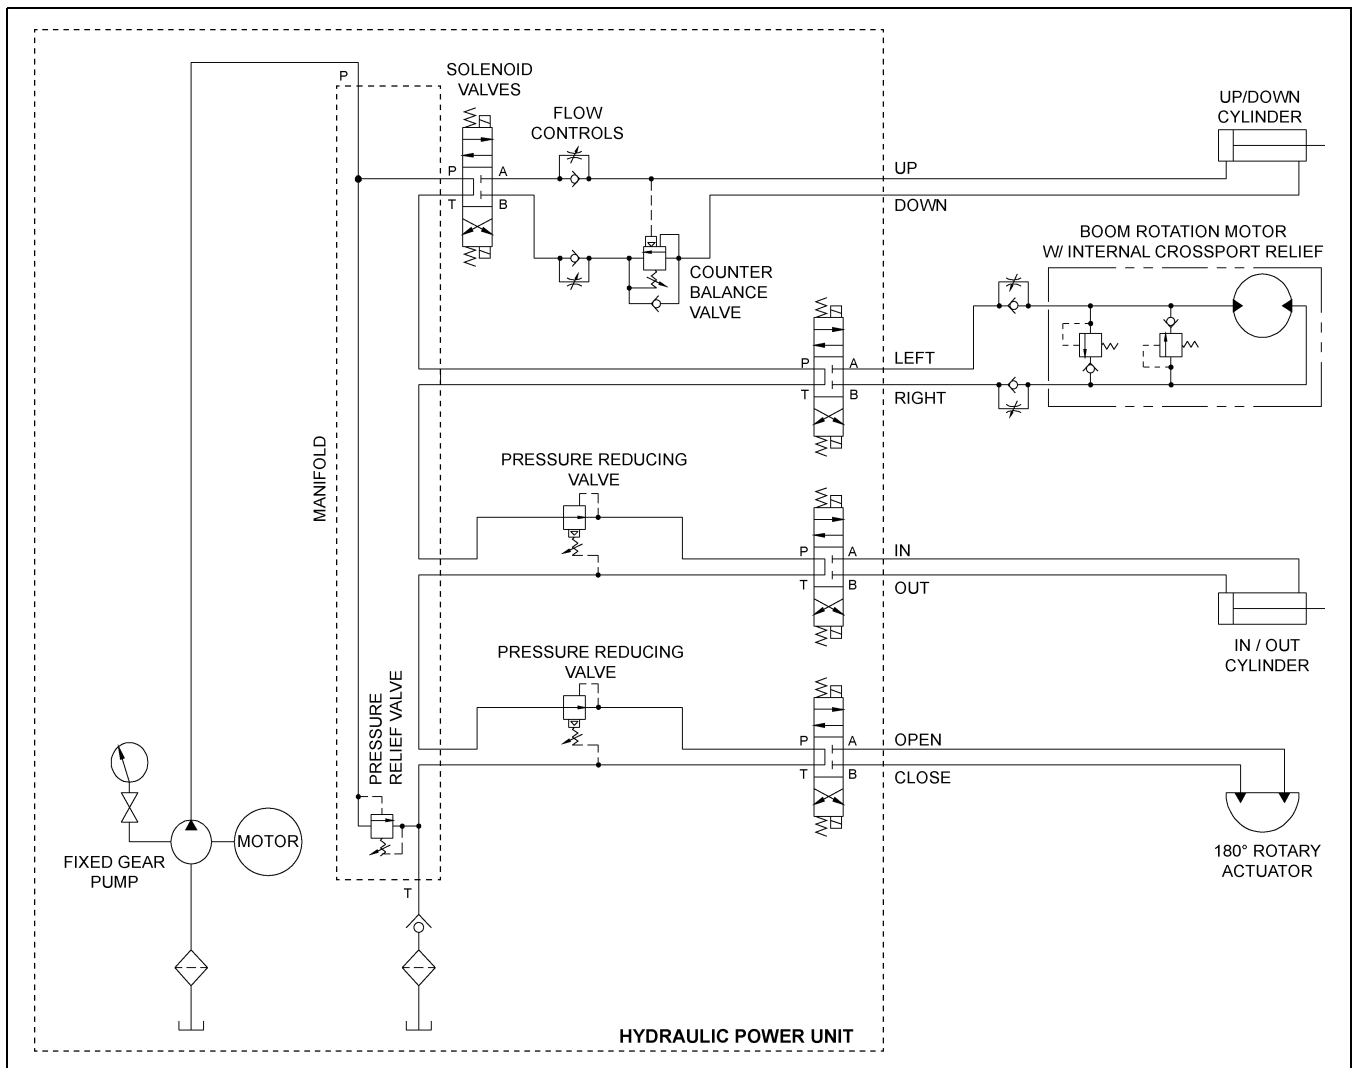 P
SOLENOID
VALVES
FLOW
CONTROLS
UP/DOWN
CYLINDER
P
A
UP
T
B
DOWN
BOOM ROTATION MOTOR
W/ INTERNAL CROSSPORT RELIEF
COUNTER
BALANCE
VALVE
P
A
LEFT
T
B
RIGHT
MANIFOLD
PRESSURE REDUCING
VALVE
P
A
IN
T
B
OUT
IN / OUT
CYLINDER
PRESSURE REDUCING
VALVE
PRESSURE
RELIEF VALVE
P
A
OPEN
T
B
CLOSE
MOTOR
FIXED GEAR
PUMP
180° ROTARY
ACTUATOR
T
HYDRAULIC POWER UNIT